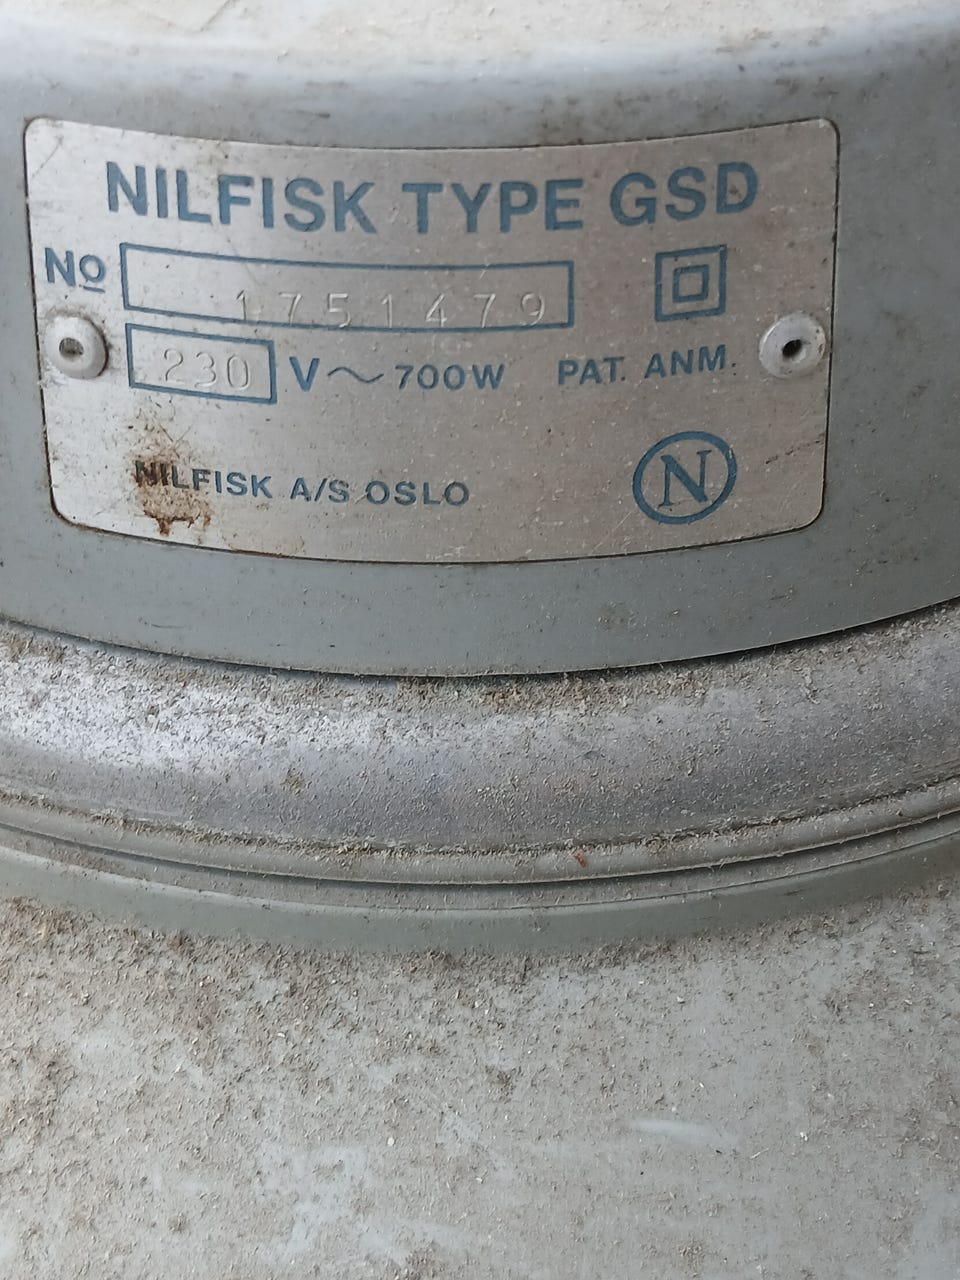 NILFISK TYPE GSD
No 1751479
230 V~ 700W PAT. ANM.
NILFISK A/S OSLO
N